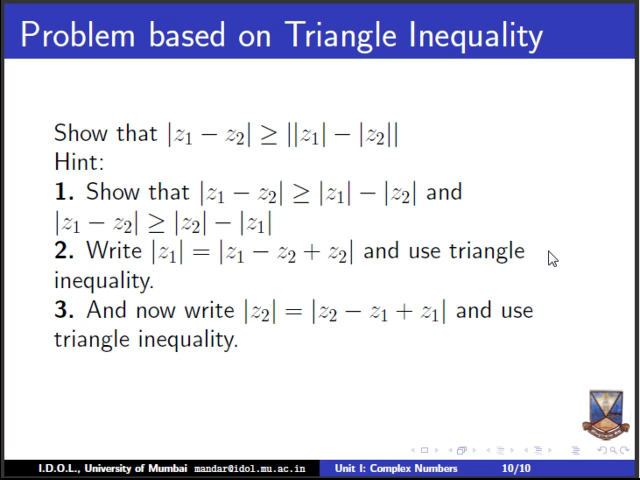 Problem based on Triangle Inequality
Show that |z₁ − z₂| ≥ ||z₁| − |z₂||
Hint:
1. Show that |z₁ − z₂| ≥ |z₁| − |z₂| and
|z₁ − z₂| ≥ |z₂| − |z₁|
2. Write |z₁| = |z₁ − z₂ + z₂| and use triangle
inequality.
3. And now write |z₂| = |z₂ − z₁ + z₁| and use
triangle inequality.
I.D.O.L., University of Mumbai mandar@idol.mu.ac.in Unit I: Complex Numbers 10/10